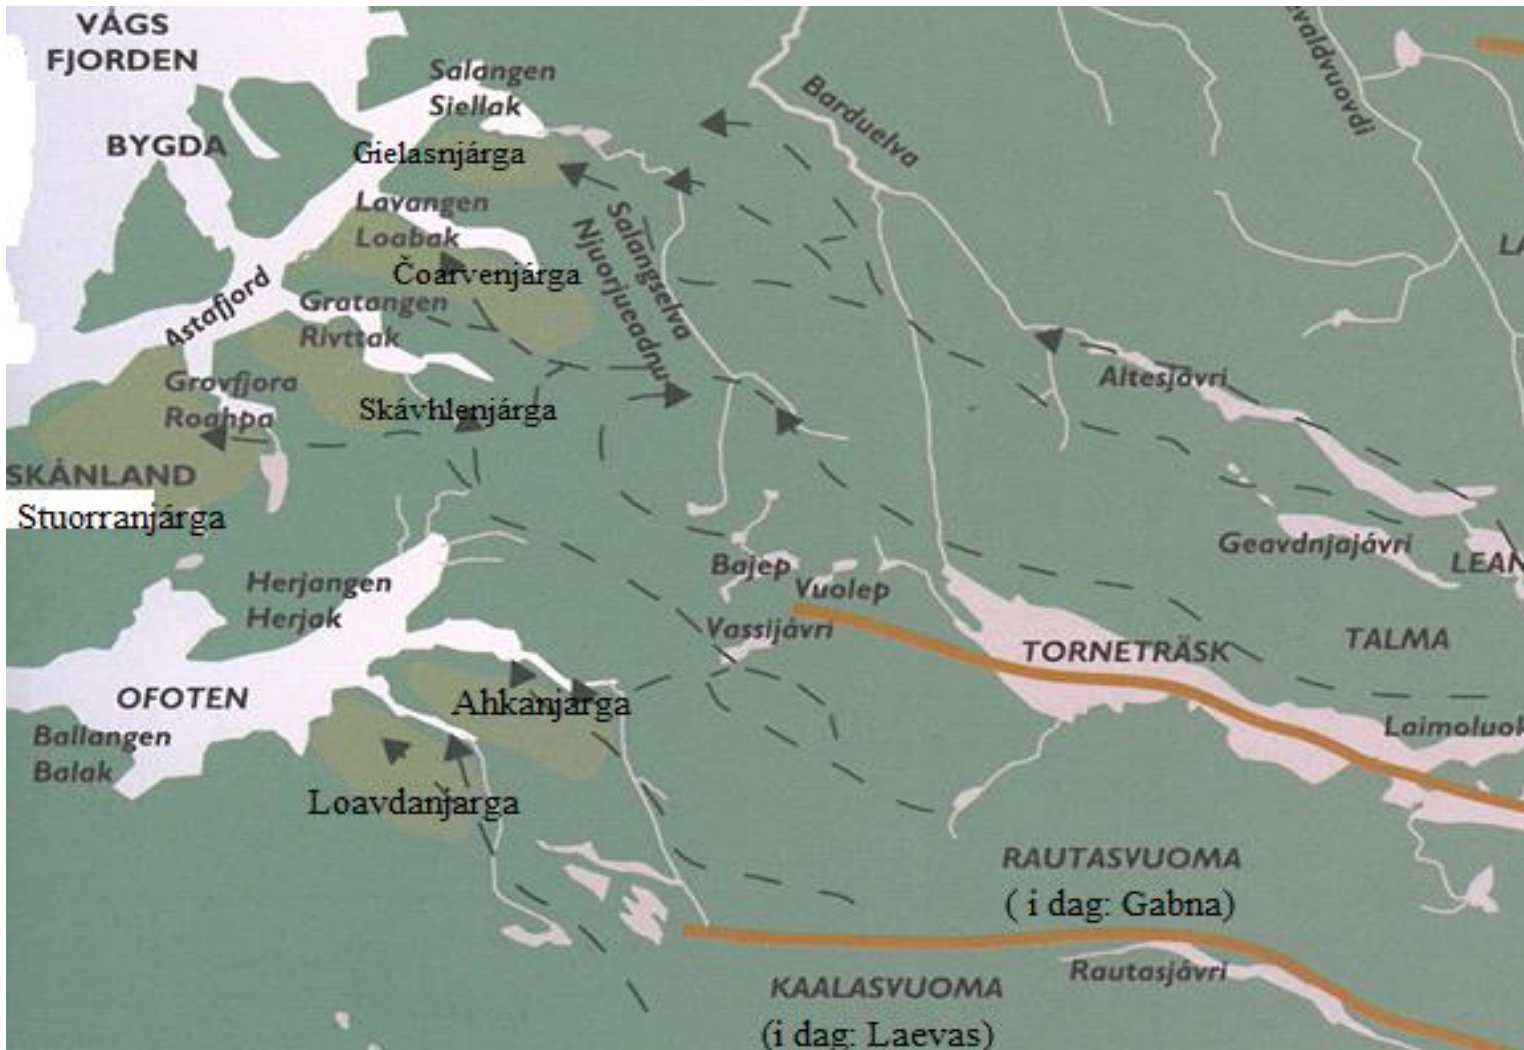 VÅGS
FJORDEN
BYGDA
Salangen
Siellak
Gielasnjárga
Lavangen
Loabak
Čoarvenjárga
Astafjord
Gratangen
Rivttak
Grovfjora
Roahpa
Skávhlenjárga
SKÅNLAND
Stuorranjárga
Barduelva
Salangselva
Njuorjueadnu
Altesjávri
Geavdnjajávri
Herjangen
Herjak
Bajep
Vuolep
Vassijávri
TORNETRÄSK
TALMA
OFOTEN
Ballangen
Balak
Ahkanjarga
Loavdanjarga
RAUTASVUOMA
( i dag: Gabna)
Rautasjávri
KAALASVUOMA
(i dag: Laevas)